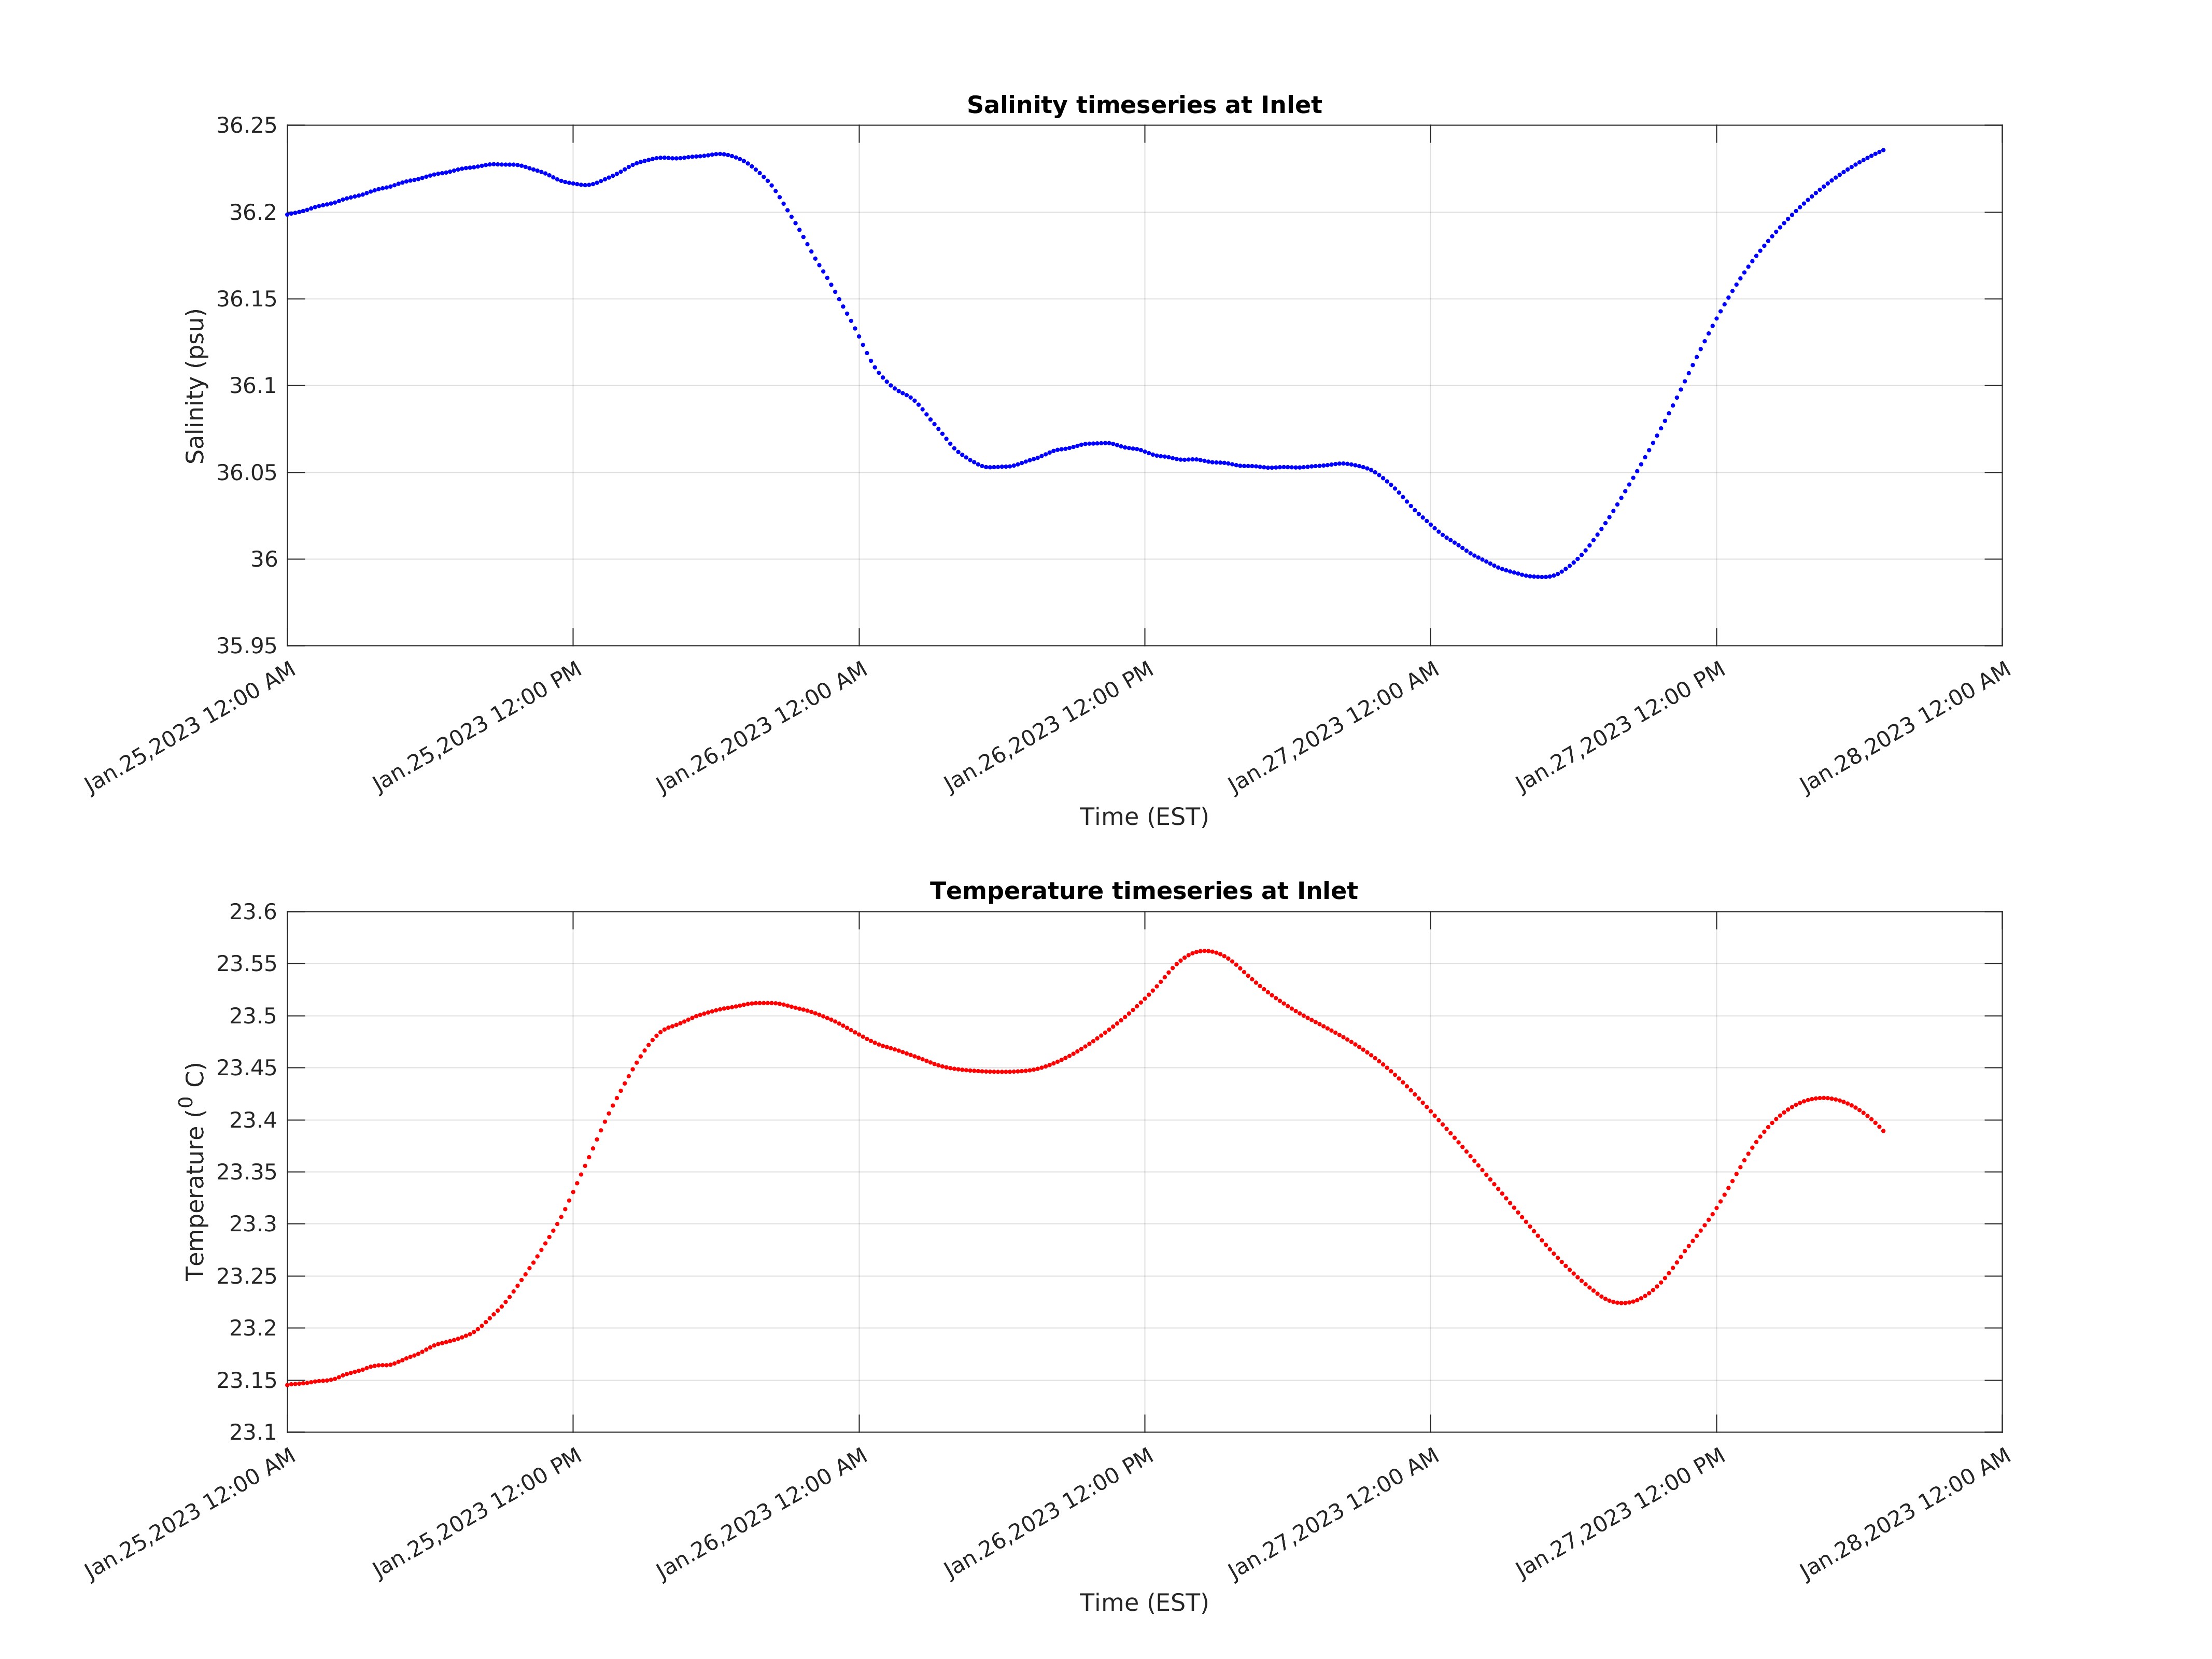 Salinity timeseries at Inlet
36.25
36.2
36.15
36.1
36.05
36
35.95
Salinity (psu)
Jan.25,2023 12:00 AM
Jan.25,2023 12:00 PM
Jan.26,2023 12:00 AM
Jan.26,2023 12:00 PM
Jan.27,2023 12:00 AM
Jan.27,2023 12:00 PM
Jan.28,2023 12:00 AM
Time (EST)
Temperature timeseries at Inlet
23.6
23.55
23.5
23.45
23.4
23.35
23.3
23.25
23.2
23.15
23.1
Temperature (⁰ C)
Jan.25,2023 12:00 AM
Jan.25,2023 12:00 PM
Jan.26,2023 12:00 AM
Jan.26,2023 12:00 PM
Jan.27,2023 12:00 AM
Jan.27,2023 12:00 PM
Jan.28,2023 12:00 AM
Time (EST)